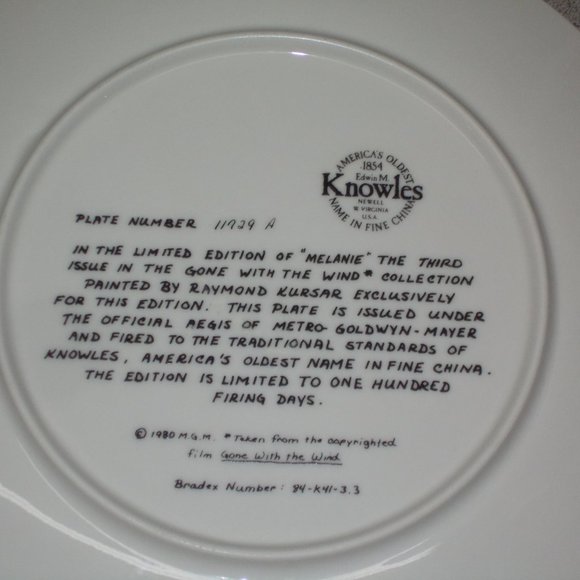 AMERICA'S OLDEST
1854
Edwin M.
Knowles
NEWELL
W. VIRGINIA
U.S.A
NAME IN FINE CHINA
PLATE NUMBER 11729 A
IN THE LIMITED EDITION OF "MELANIE" THE THIRD
ISSUE IN THE GONE WITH THE WIND* COLLECTION
PAINTED BY RAYMOND KURSAR EXCLUSIVELY
FOR THIS EDITION. THIS PLATE IS ISSUED UNDER
THE OFFICIAL AEGIS OF METRO-GOLDWYN-MAYER
AND FIRED TO THE TRADITIONAL STANDARDS OF
KNOWLES, AMERICA'S OLDEST NAME IN FINE CHINA.
THE EDITION IS LIMITED TO ONE HUNDRED
FIRING DAYS.
© 1980 M.G.M. *Taken from the copyrighted
film Gone With the Wind
Bradex Number: 84-K41-3.3